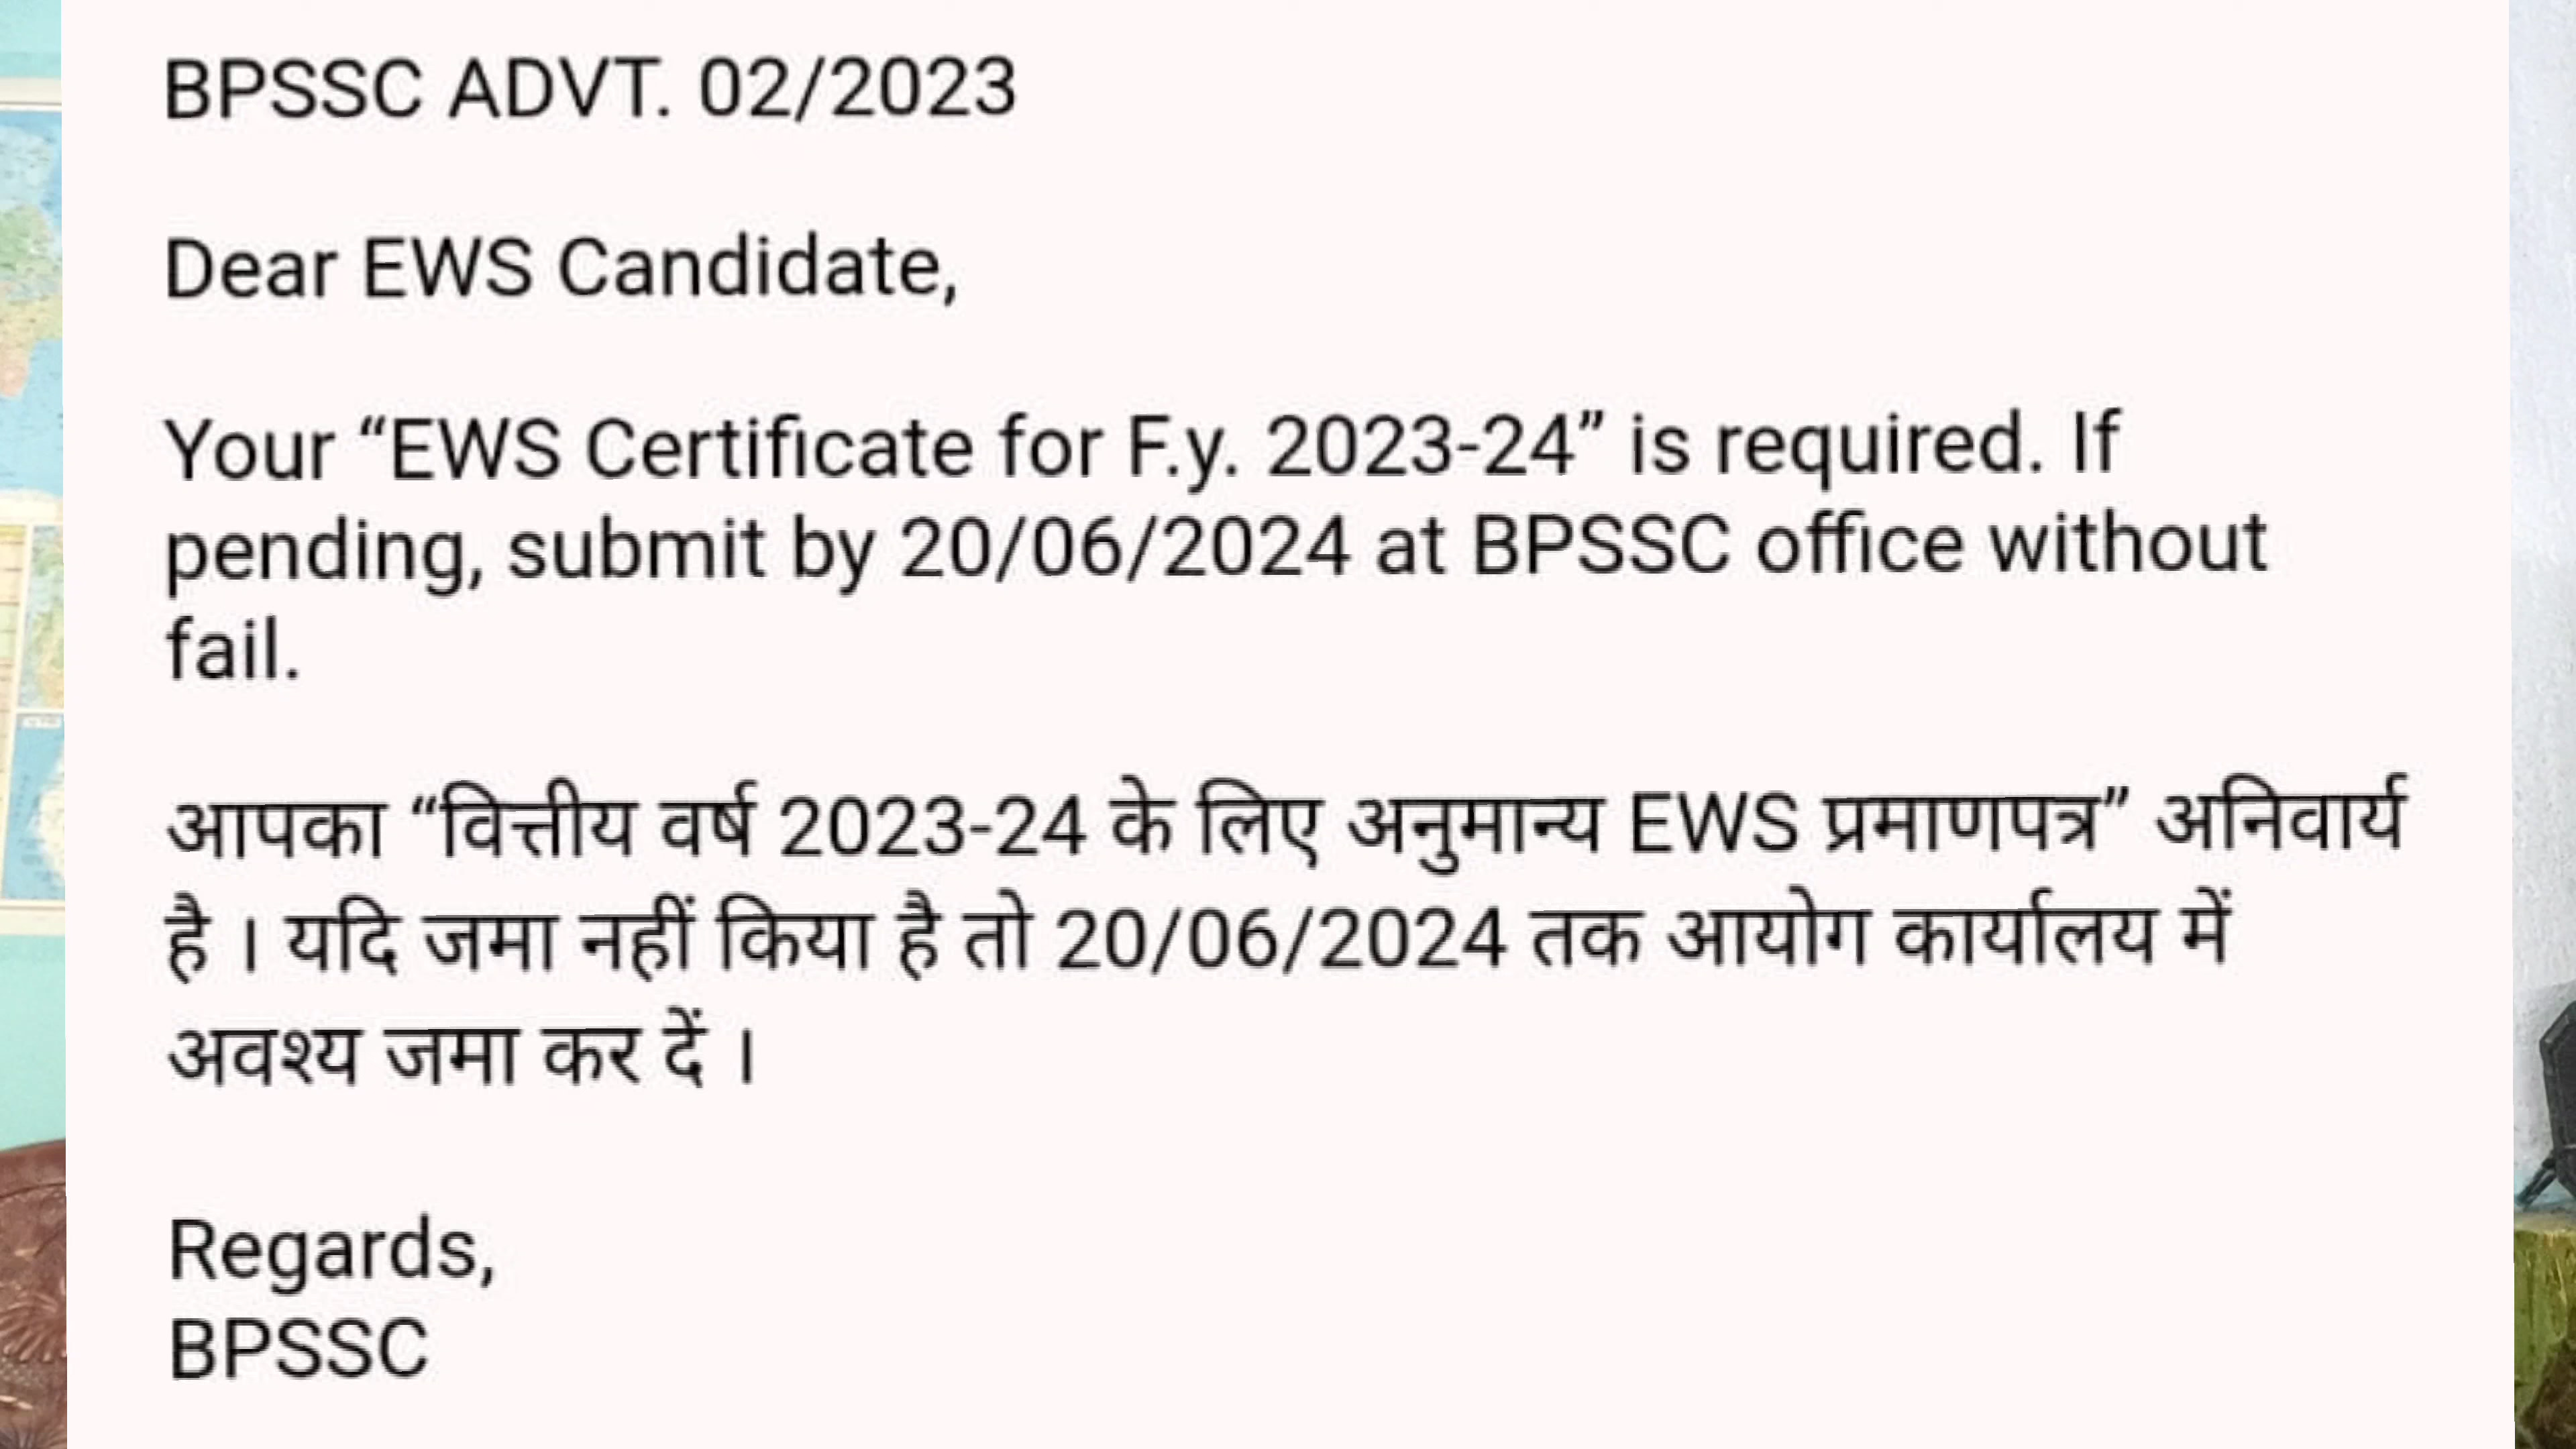 BPSSC ADVT. 02/2023
Dear EWS Candidate,
Your “EWS Certificate for F.y. 2023-24” is required. If
pending, submit by 20/06/2024 at BPSSC office without
fail.
आपका “वित्तीय वर्ष 2023-24 के लिए अनुमान्य EWS प्रमाणपत्र” अनिवार्य
है । यदि जमा नहीं किया है तो 20/06/2024 तक आयोग कार्यालय में
अवश्य जमा कर दें ।
Regards,
BPSSC